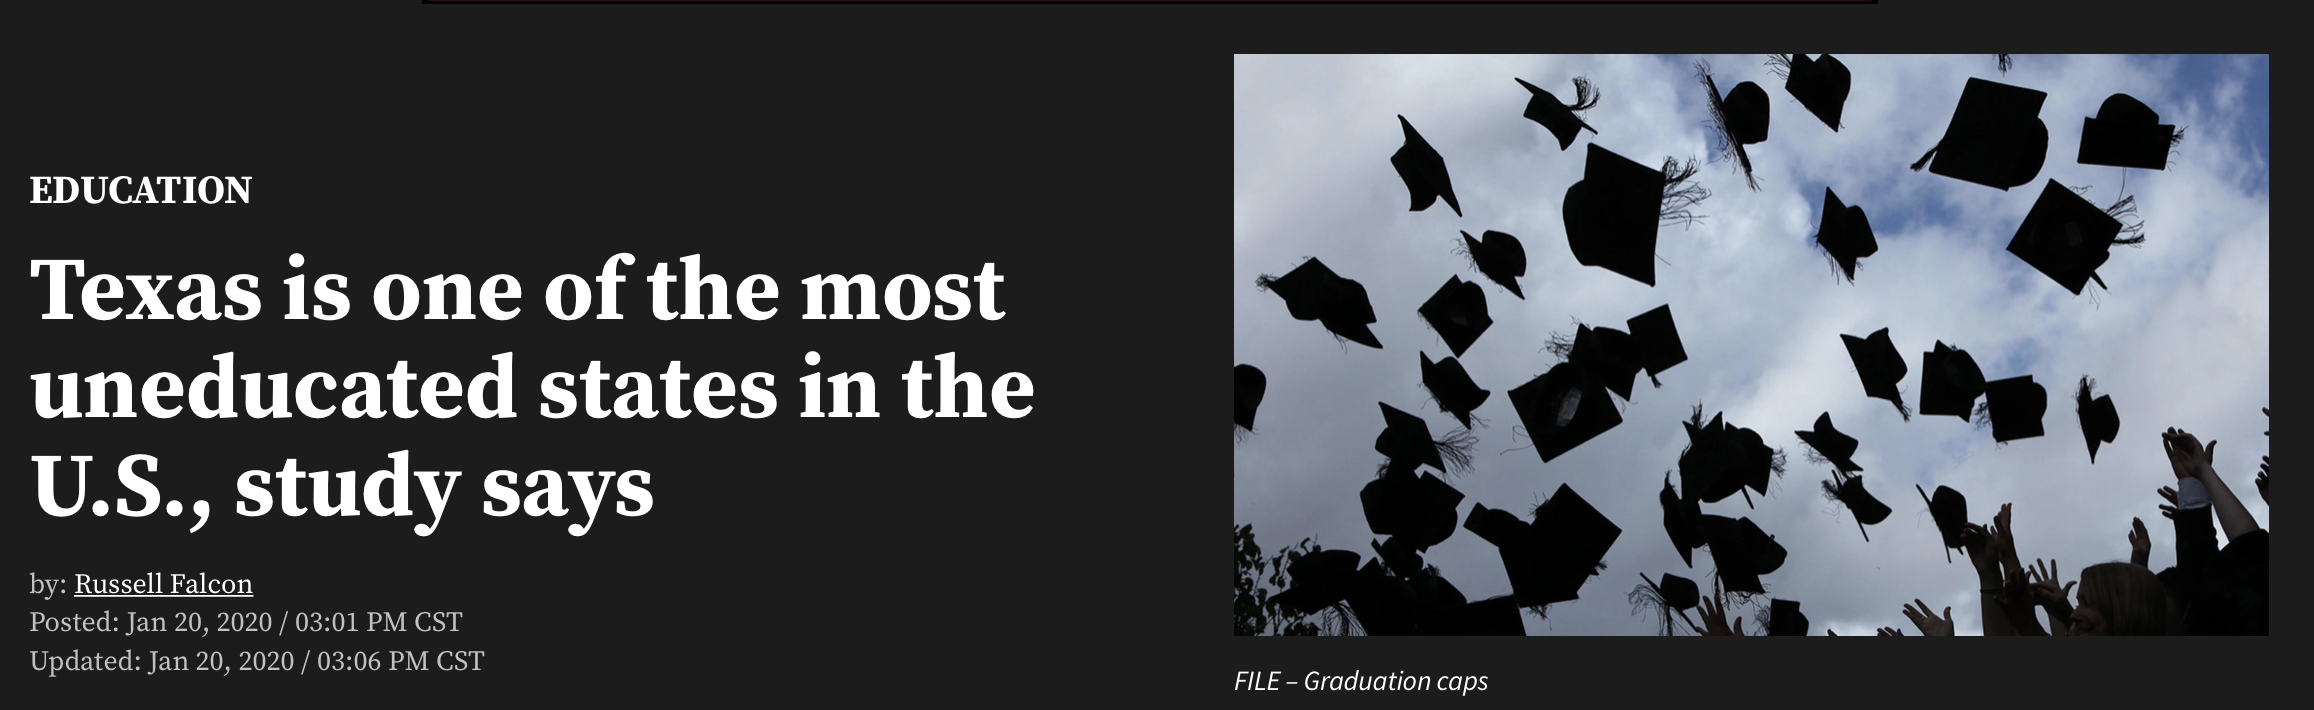 EDUCATION
Texas is one of the most
uneducated states in the
U.S., study says
by: Russell Falcon
Posted: Jan 20, 2020 / 03:01 PM CST
Updated: Jan 20, 2020 / 03:06 PM CST
FILE – Graduation caps